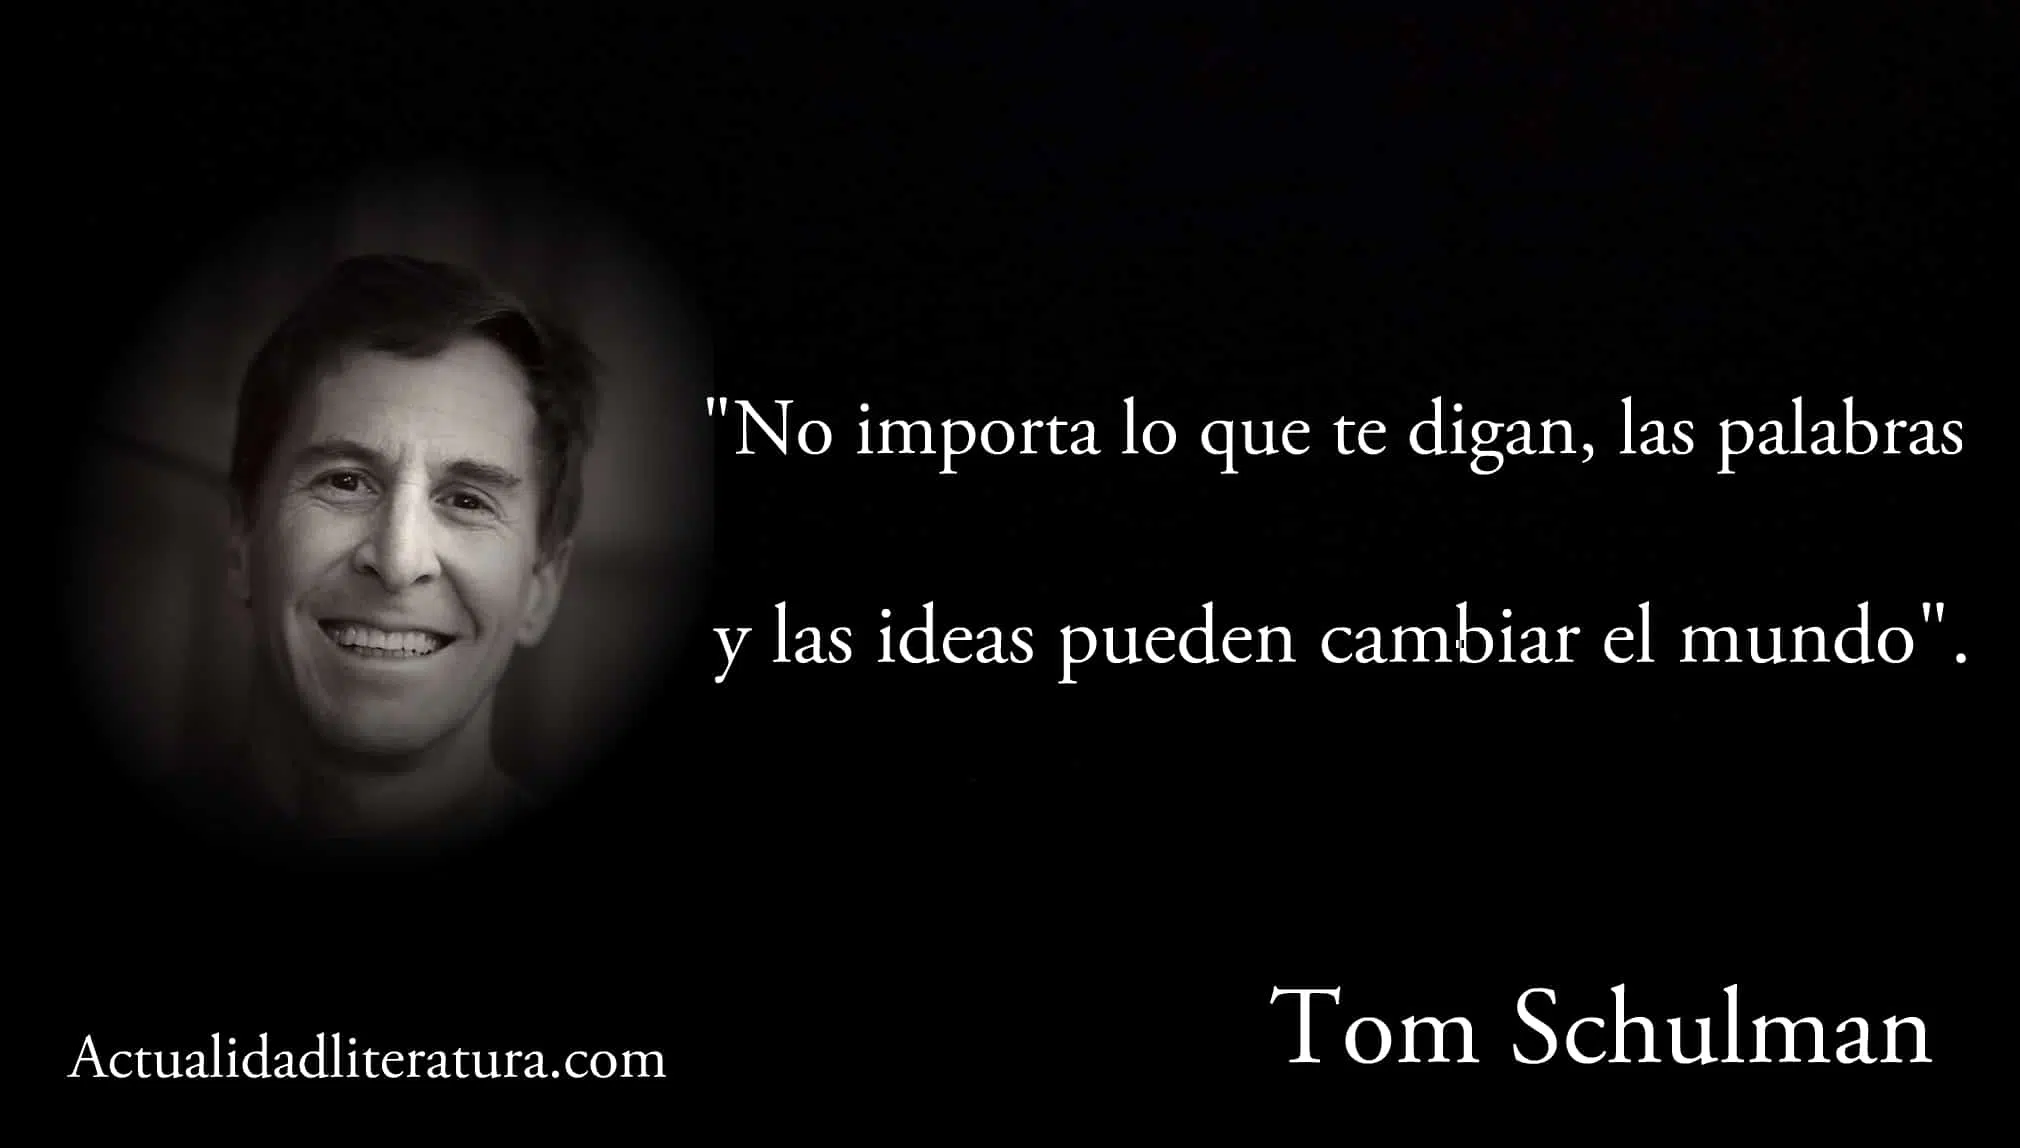 "No importa lo que te digan, las palabras
y las ideas pueden cambiar el mundo".
Tom Schulman
Actualidadliteratura.com